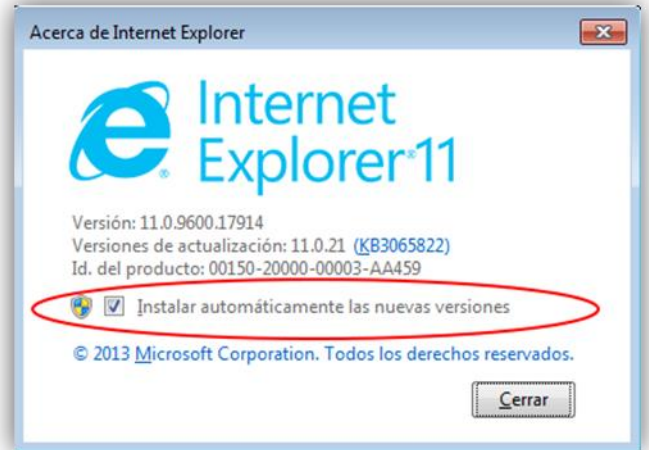 Acerca de Internet Explorer
Internet
Explorer®11
Versión: 11.0.9600.17914
Versiones de actualización: 11.0.21 (KB3065822)
Id. del producto: 00150-20000-00003-AA459
Instalar automáticamente las nuevas versiones
© 2013 Microsoft Corporation. Todos los derechos reservados.
Cerrar